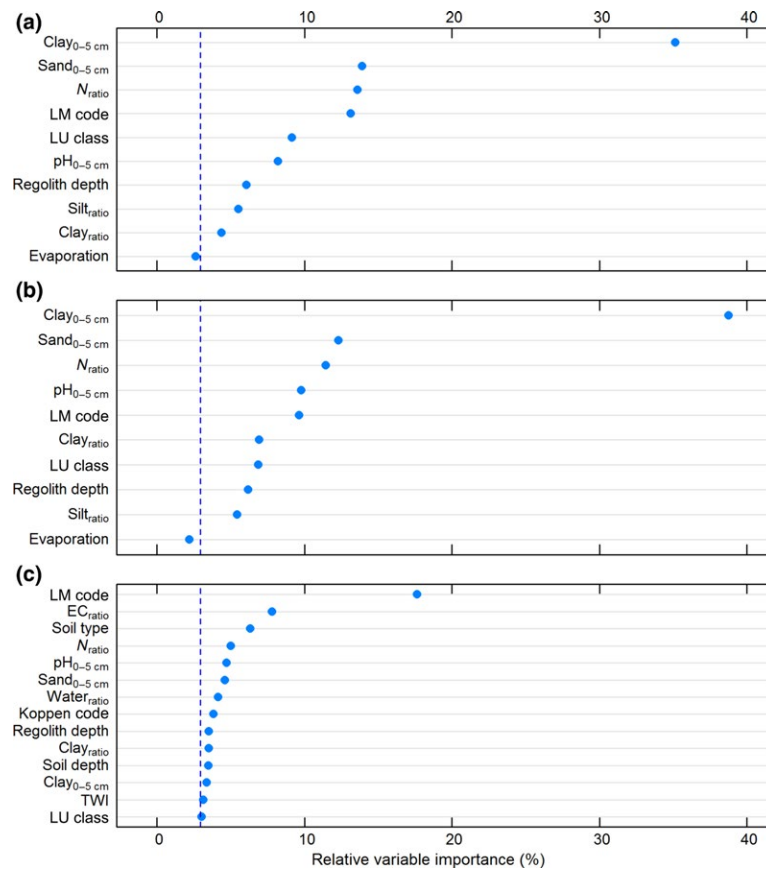 (a)
0 10 20 30 40
Clay0–5 cm
Sand0–5 cm
Nratio
LM code
LU class
pH0–5 cm
Regolith depth
Siltratio
Clayratio
Evaporation
(b)
Clay0–5 cm
Sand0–5 cm
Nratio
pH0–5 cm
LM code
Clayratio
LU class
Regolith depth
Siltratio
Evaporation
(c)
LM code
ECratio
Soil type
Nratio
pH0–5 cm
Sand0–5 cm
Waterratio
Koppen code
Regolith depth
Clayratio
Soil depth
Clay0–5 cm
TWI
LU class
0 10 20 30 40
Relative variable importance (%)